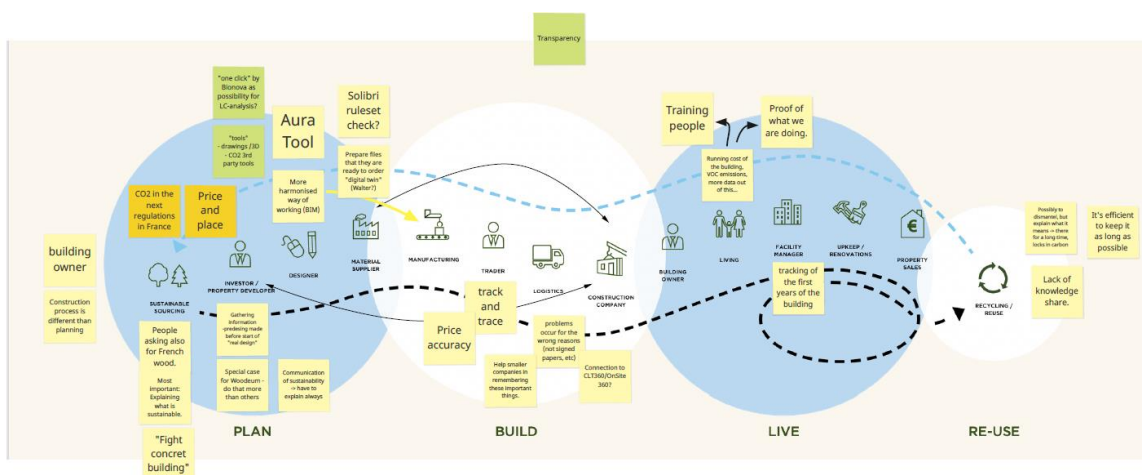 Transparency
"one click" by
Bionova as
possibility for
LC-analysis?
"tools"
- drawings /3D
- CO2 3rd
party tools
Aura
Tool
Solibri
ruleset
check?
Prepare files
that they are
ready to order
"digital twin"
(Walter?)
More
harmonised
way of
working (BIM)
CO2 in the
next
regulations
in France
Price
and
place
building
owner
Construction
process is
different than
planning
SUSTAINABLE
SOURCING
INVESTOR /
PROPERTY DEVELOPER
DESIGNER
MATERIAL
SUPPLIER
People
asking also
for French
wood.
Most
important:
Explaining
what is
sustainable.
"Fight
concret
building"
Gathering
Information
-predesing made
before start of
"real design"
Special case
for Woodeum -
do that more
than others
Communication
of sustainability
-> have to
explain always
PLAN
MANUFACTURING
TRADER
LOGISTICS
CONSTRUCTION
COMPANY
track
and
trace
Price
accuracy
problems
occur for the
wrong reasons
(not signed
papers, etc)
Help smaller
companies in
remembering
these important
things.
Connection to
CLT360/OnSite
360?
BUILD
Training
people
Proof of
what we
are doing.
Running cost of
the building,
VOC emissions,
more data out
of this...
BUILDING
OWNER
LIVING
FACILITY
MANAGER
UPKEEP /
RENOVATIONS
PROPERTY
SALES
tracking of
the first
years of the
building
LIVE
Possibly to
dismantel, but
explain what it
means -> there
for a long-time,
locks in carbon
It's efficient
to keep it
as long as
possible
Lack of
knowledge
share.
RECYCLING /
REUSE
RE-USE